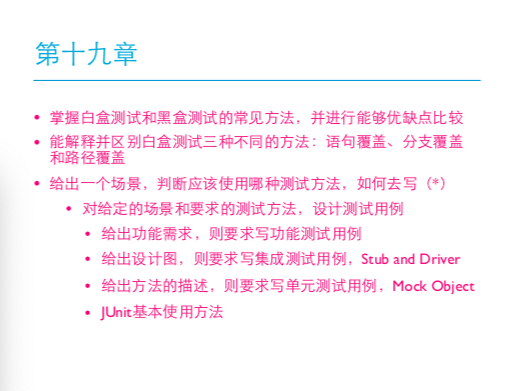 第十九章
• 掌握白盒测试和黑盒测试的常见方法，并进行能够优缺点比较
• 能解释并区别白盒测试三种不同的方法：语句覆盖、分支覆盖
和路径覆盖
• 给出一个场景，判断应该使用哪种测试方法，如何去写（*）
• 对给定的场景和要求的测试方法，设计测试用例
• 给出功能需求，则要求写功能测试用例
• 给出设计图，则要求写集成测试用例，Stub and Driver
• 给出方法的描述，则要求写单元测试用例，Mock Object
• JUnit基本使用方法